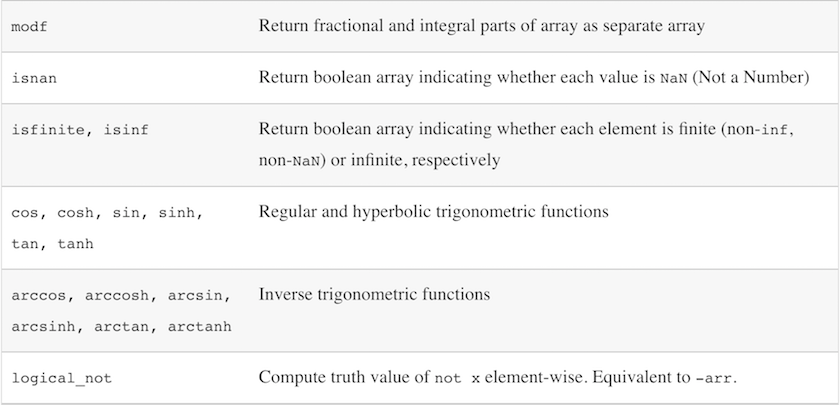 modf Return fractional and integral parts of array as separate array
isnan Return boolean array indicating whether each value is NaN (Not a Number)
isfinite, isinf Return boolean array indicating whether each element is finite (non-inf,
non-NaN) or infinite, respectively
cos, cosh, sin, sinh, Regular and hyperbolic trigonometric functions
tan, tanh
arccos, arccosh, arcsin, Inverse trigonometric functions
arcsinh, arctan, arctanh
logical_not Compute truth value of not x element-wise. Equivalent to -arr.